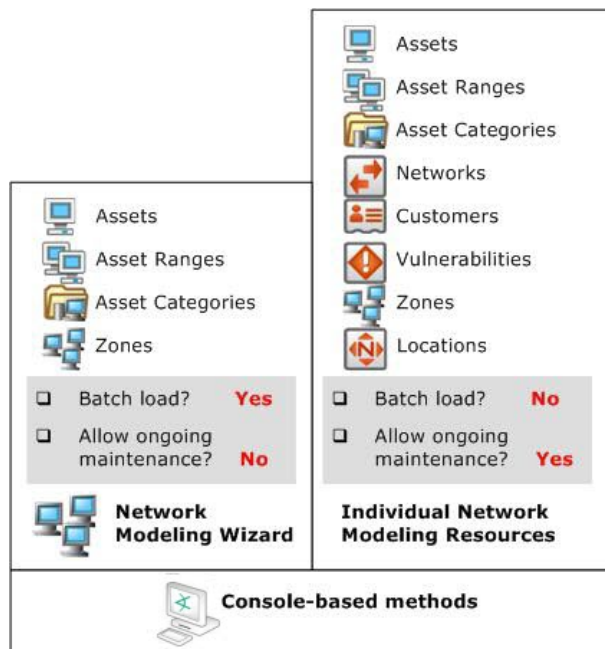 Assets
Asset Ranges
Asset Categories
Zones
Batch load? Yes
Allow ongoing
maintenance? No
Network
Modeling Wizard
Assets
Asset Ranges
Asset Categories
Networks
Customers
Vulnerabilities
Zones
N
Locations
Batch load? No
Allow ongoing
maintenance? Yes
Individual Network
Modeling Resources
Console-based methods